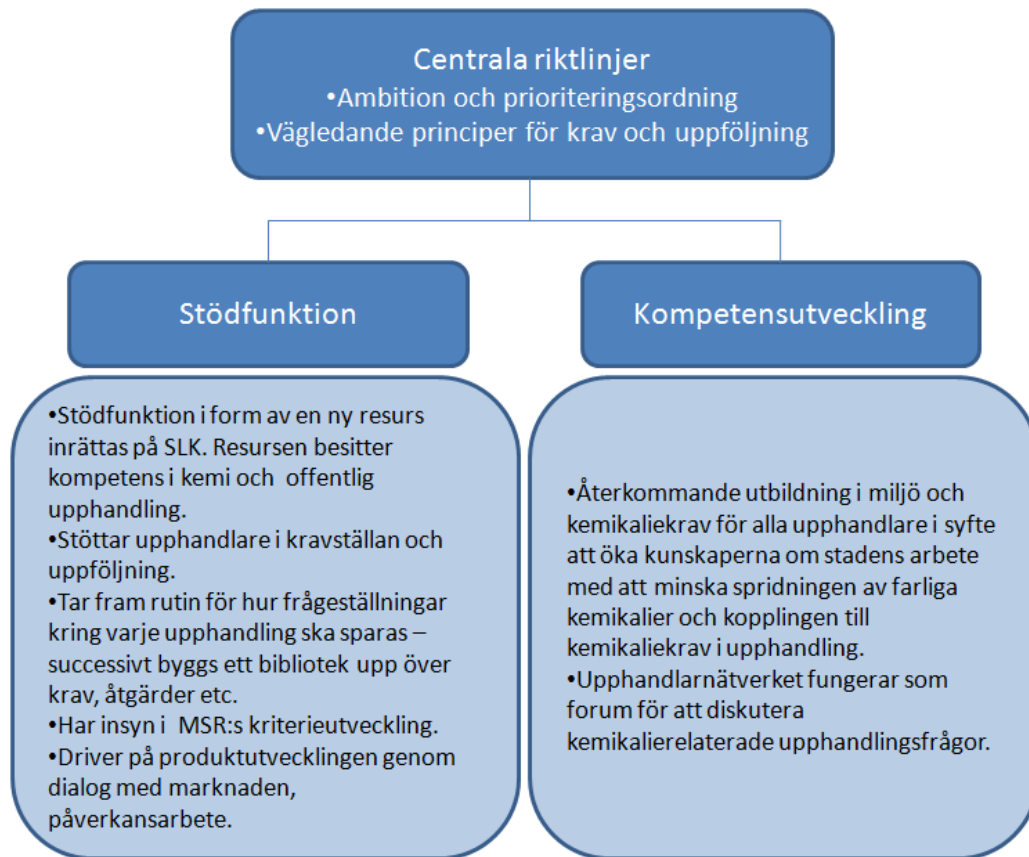 Centrala riktlinjer
•Ambition och prioriteringsordning
•Vägledande principer för krav och uppföljning
Stödfunktion
•Stödfunktion i form av en ny resurs
inrättas på SLK. Resursen besitter
kompetens i kemi och offentlig
upphandling.
•Stöttar upphandlare i kravställan och
uppföljning.
•Tar fram rutin för hur frågeställningar
kring varje upphandling ska sparas –
successivt byggs ett bibliotek upp över
krav, åtgärder etc.
•Har insyn i MSR:s kriterieutveckling.
•Driver på produktutvecklingen genom
dialog med marknaden,
påverkansarbete.
Kompetensutveckling
•Återkommande utbildning i miljö och
kemikaliekrav för alla upphandlare i syfte
att öka kunskaperna om stadens arbete
med att minska spridningen av farliga
kemikalier och kopplingen till
kemikaliekrav i upphandling.
•Upphandlarnätverket fungerar som
forum för att diskutera
kemikalierelaterade upphandlingsfrågor.